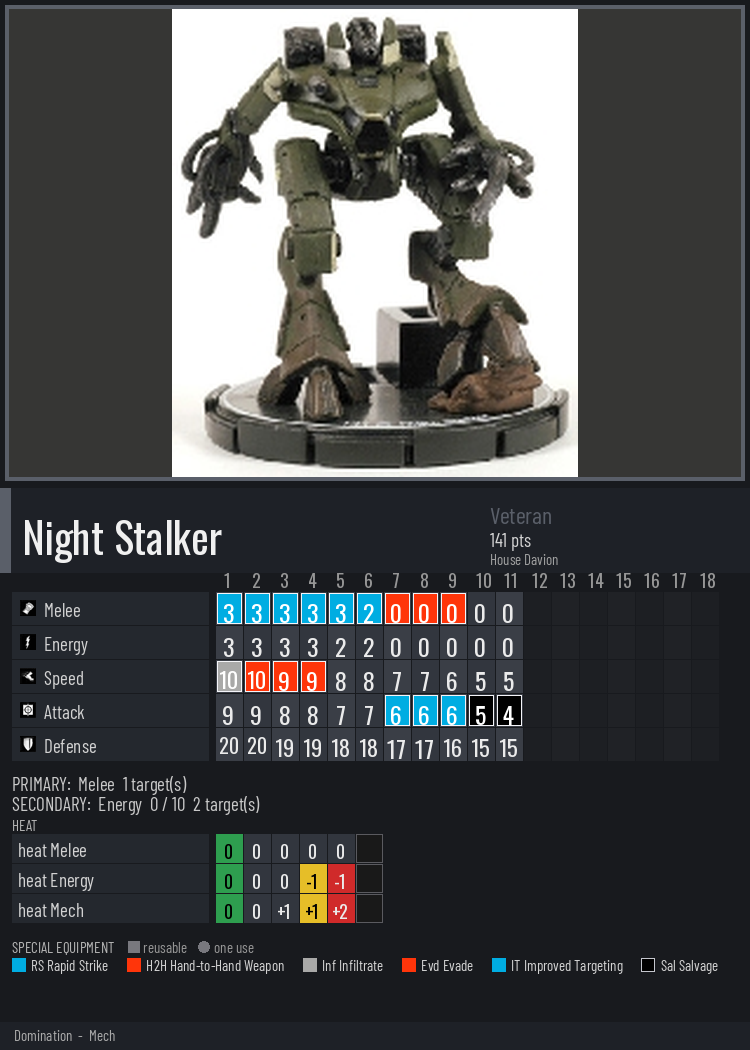 Night Stalker
Veteran
141 pts
House Davion
1 2 3 4 5 6 7 8 9 10 11 12 13 14 15 16 17 18
Melee 3 3 3 3 3 2 0 0 0 0 0
Energy 3 3 3 3 2 2 0 0 0 0 0
Speed 10 10 9 9 8 8 7 7 6 5 5
Attack 9 9 8 8 7 7 6 6 6 5 4
Defense 20 20 19 19 18 18 17 17 16 15 15
PRIMARY: Melee 1 target(s)
SECONDARY: Energy 0 / 10 2 target(s)
HEAT
heat Melee 0 0 0 0 0
heat Energy 0 0 0 -1 -1
heat Mech 0 0 +1 +1 +2
SPECIAL EQUIPMENT reusable one use
RS Rapid Strike H2H Hand-to-Hand Weapon Inf Infiltrate Evd Evade IT Improved Targeting Sal Salvage
Domination - Mech